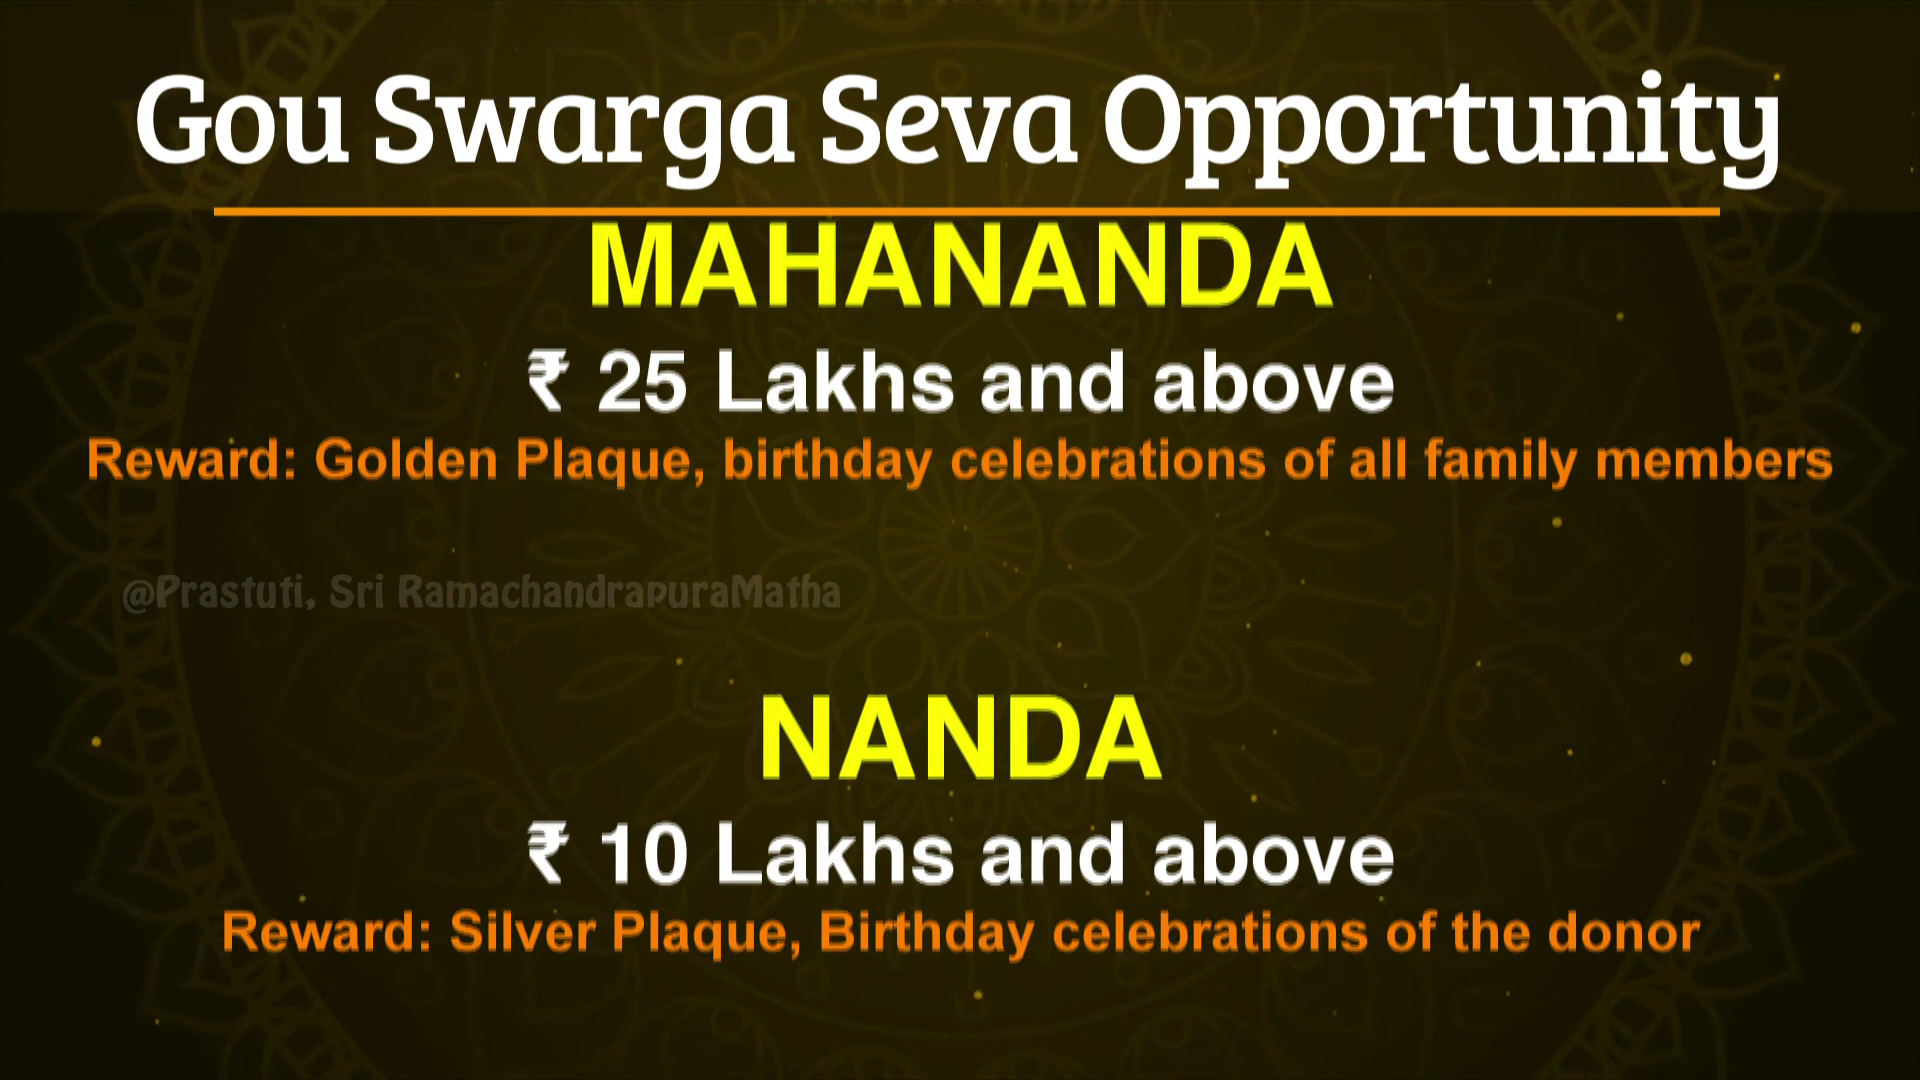 Gou Swarga Seva Opportunity
MAHANANDA
₹ 25 Lakhs and above
Reward: Golden Plaque, birthday celebrations of all family members
@Prastuti, Sri RamachandrapuraMatha
NANDA
₹ 10 Lakhs and above
Reward: Silver Plaque, Birthday celebrations of the donor